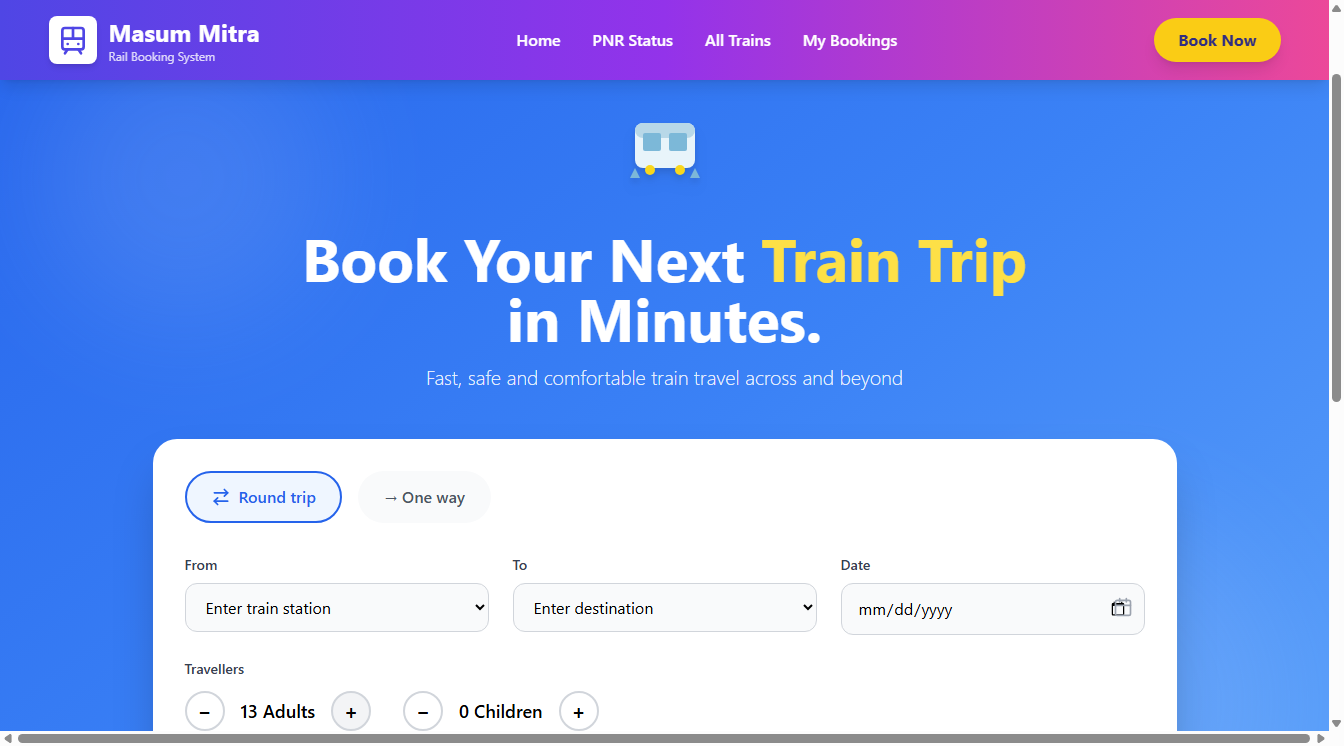 Masum Mitra
Rail Booking System
Home
PNR Status
All Trains
My Bookings
Book Now
Book Your Next Train Trip
in Minutes.
Fast, safe and comfortable train travel across and beyond
Round trip
→ One way
From
To
Date
Enter train station
Enter destination
mm/dd/yyyy
Travellers
− 13 Adults +
− 0 Children +